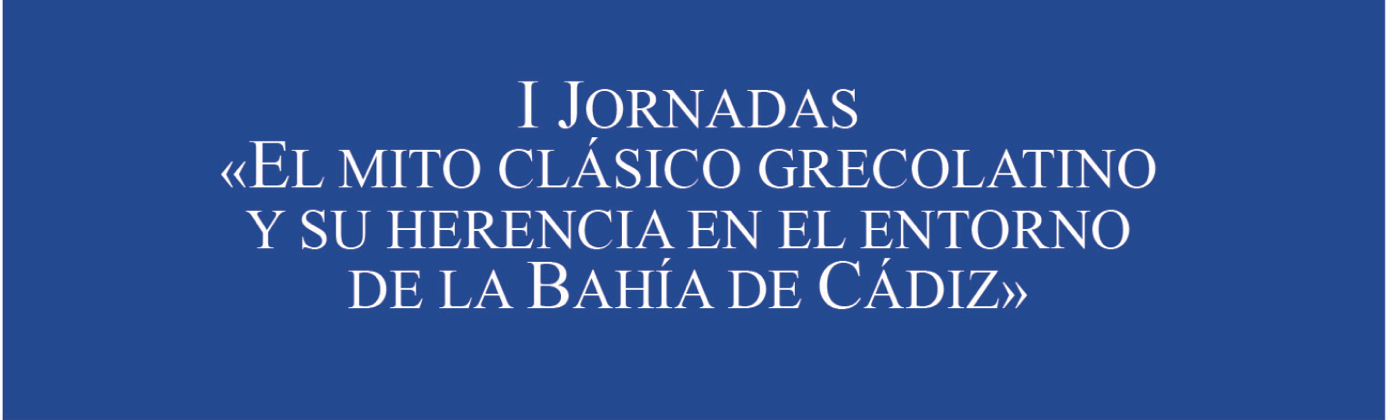 I Jornadas
«El mito clásico grecolatino
y su herencia en el entorno
de la Bahía de Cádiz»